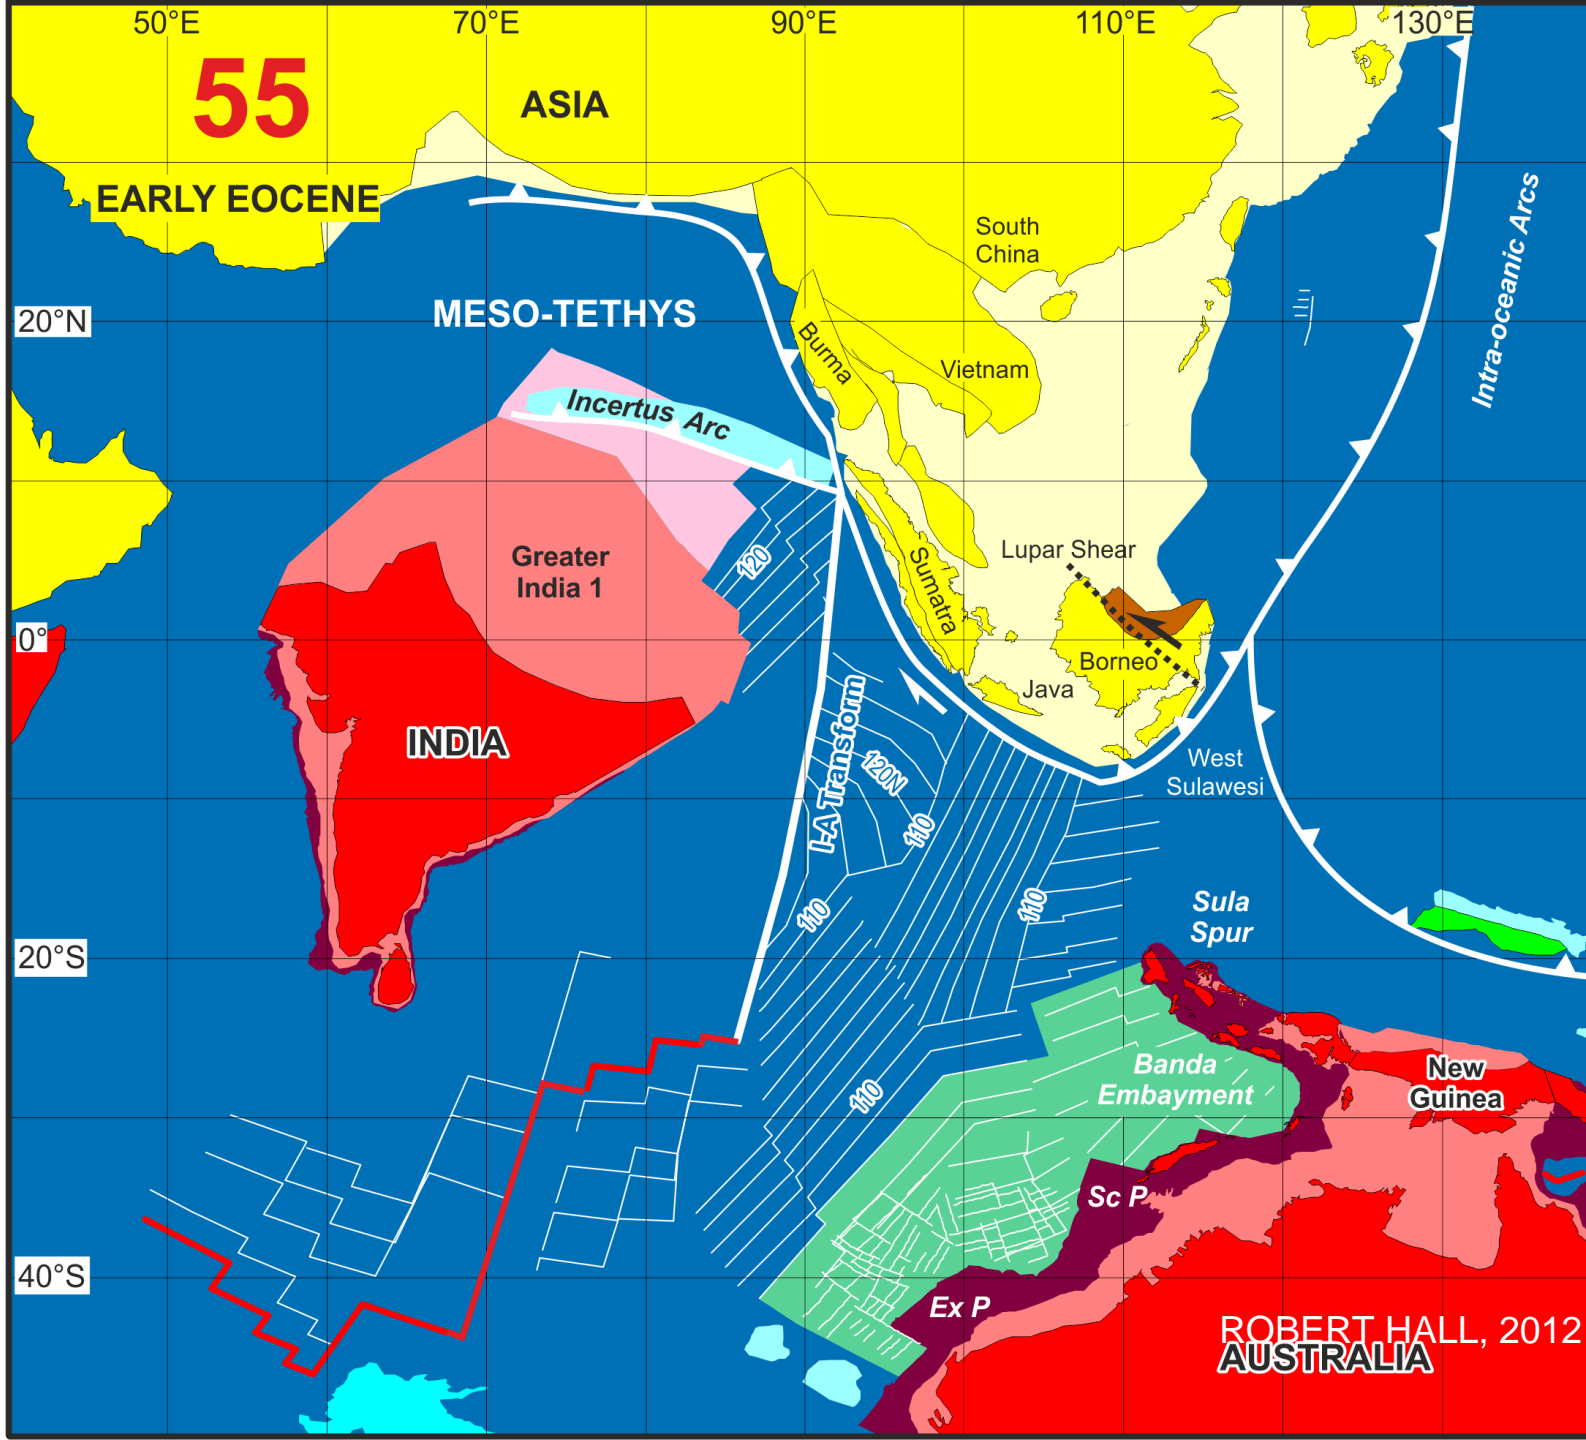 50°E
70°E
90°E
110°E
130°E
55
ASIA
EARLY EOCENE
Intra-oceanic Arcs
South
China
20°N
MESO-TETHYS
Burma
Vietnam
Incertus Arc
Greater
India 1
120
Lupar Shear
Sumatra
0°
Borneo
Java
INDIA
I-A Transform
120N
110
West
Sulawesi
110
110
Sula
Spur
20°S
Banda
Embayment
New
Guinea
110
Sc P
40°S
Ex P
ROBERT HALL, 2012
AUSTRALIA